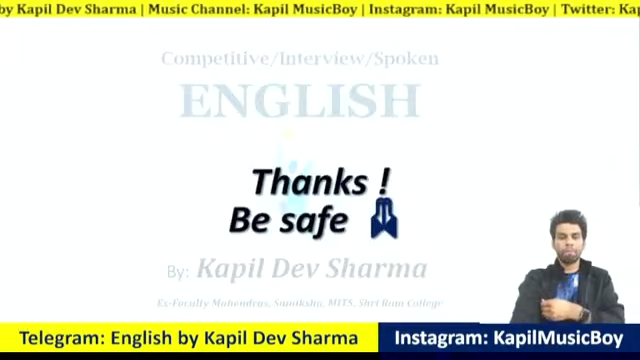 by Kapil Dev Sharma | Music Channel: Kapil MusicBoy | Instagram: Kapil MusicBoy | Twitter: Kap
Competitive/Interview/Spoken
ENGLISH
Thanks !
Be safe
By: Kapil Dev Sharma
Ex-Faculty Mahendras, Samiksha, MITS, Shri Ram College
Telegram: English by Kapil Dev Sharma
Instagram: KapilMusicBoy